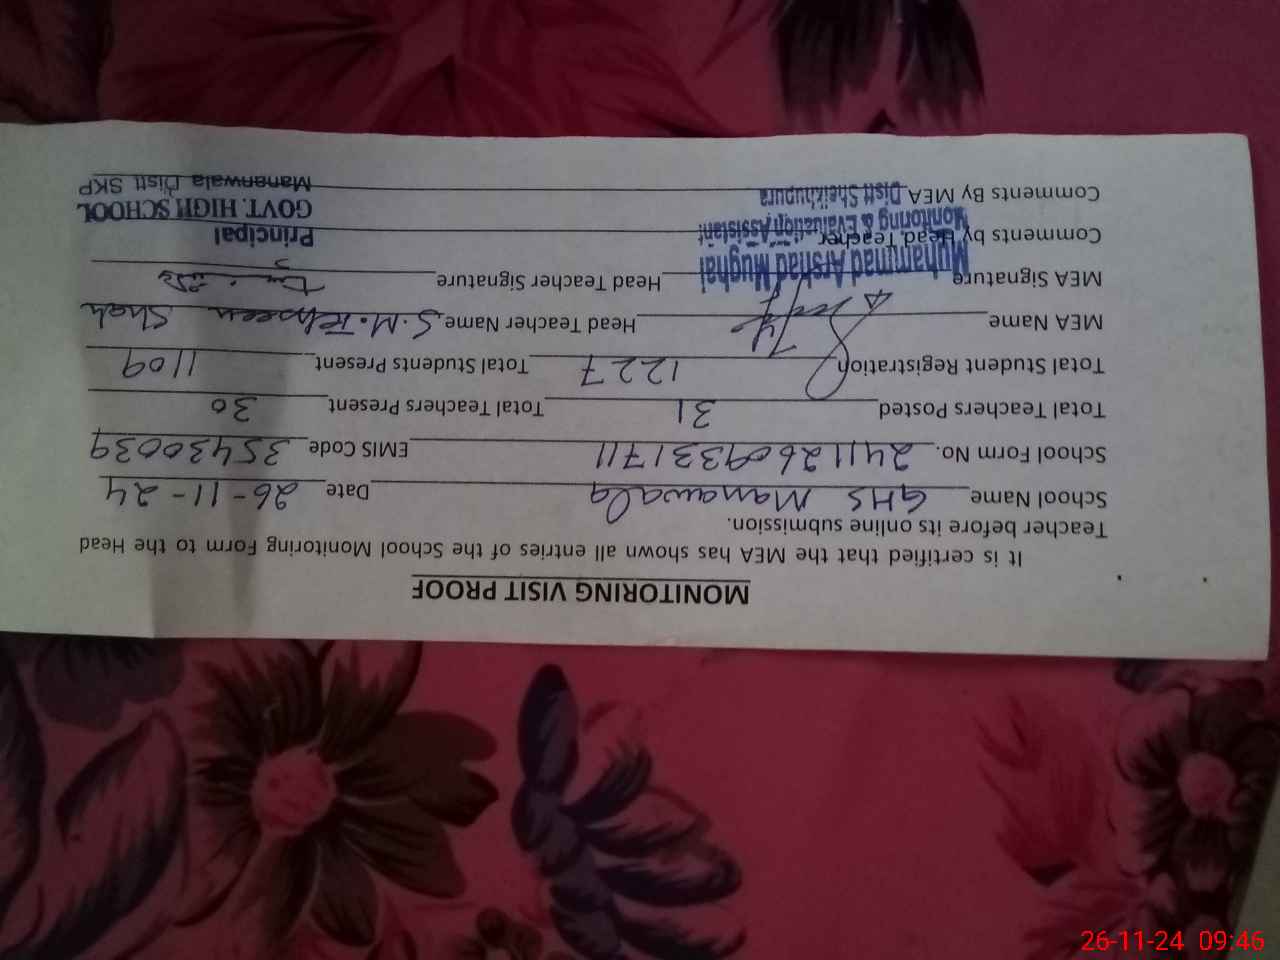 MONITORING VISIT PROOF
It is certified that the MEA has shown all entries of the School Monitoring Form to the Head
Teacher before its online submission.
School Name GHS Manawala Date 26-11-24
School Form No. 2411260933 1711 EMIS Code 35430039
Total Teachers Posted 31 Total Teachers Present 30
Total Student Registration 1227 Total Students Present 1109
MEA Name Head Teacher Name S.M. Tehseen Shah
MEA Signature Head Teacher Signature
Muhammad Arshad Mughal
Principal
Comments by Head Teacher
Monitoring & Evaluation Assistant
GOVT. HIGH SCHOOL
Comments By MEA Distt Sheikhupura
Mananwala Distt SKP
26-11-24 09:46